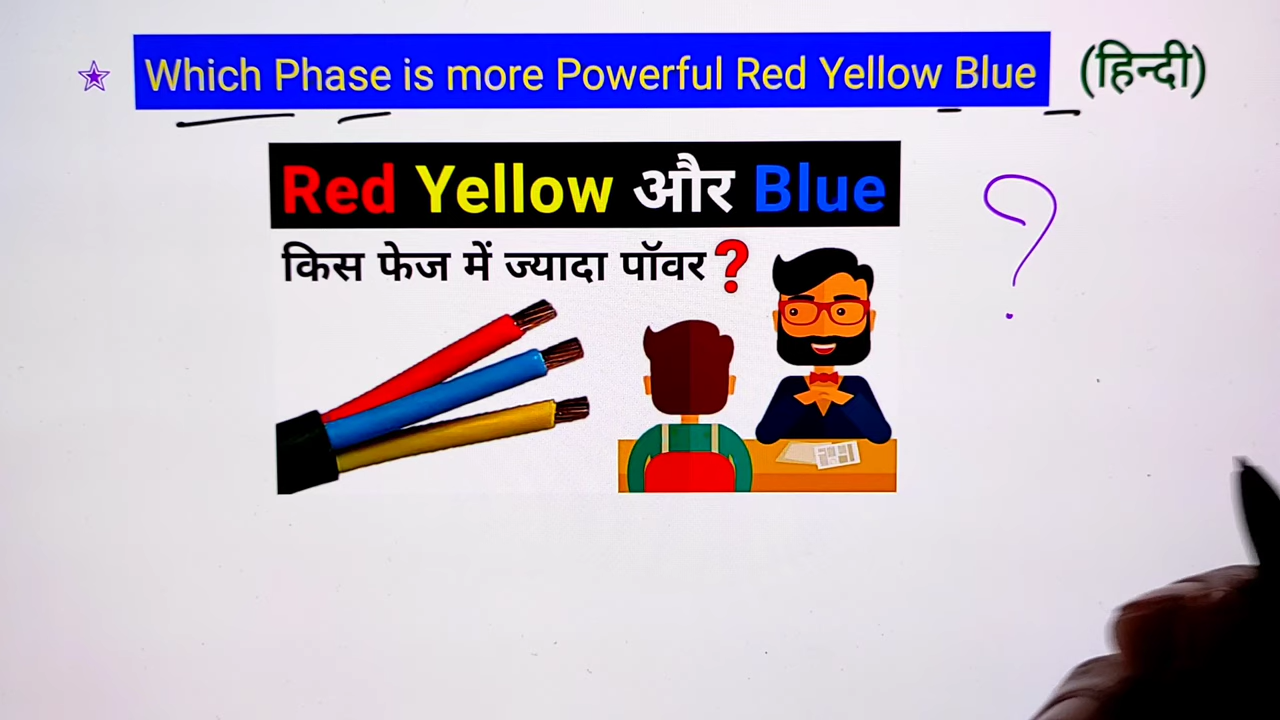 Which Phase is more Powerful Red Yellow Blue (हिन्दी)
Red Yellow और Blue
किस फेज में ज्यादा पॉवर❓
?